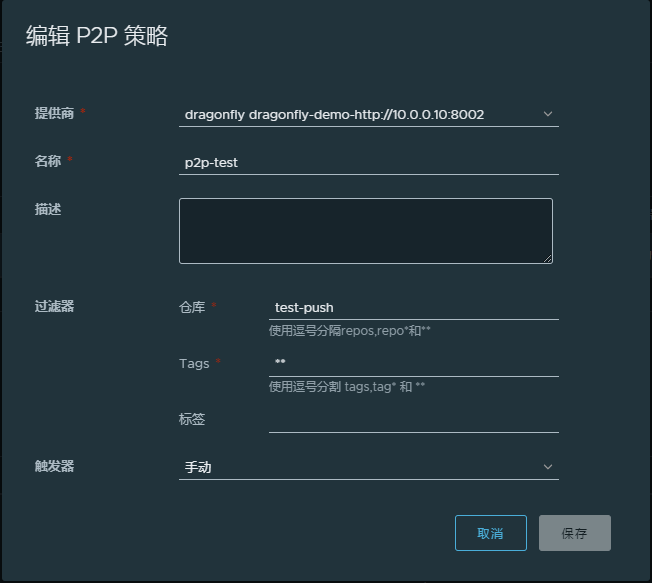 编辑 P2P 策略
提供商 * dragonfly dragonfly-demo-http://10.0.0.10:8002
名称 * p2p-test
描述
过滤器 仓库 * test-push
使用逗号分隔repos,repo*和**
Tags * **
使用逗号分割 tags,tag* 和 **
标签
触发器 手动
取消 保存